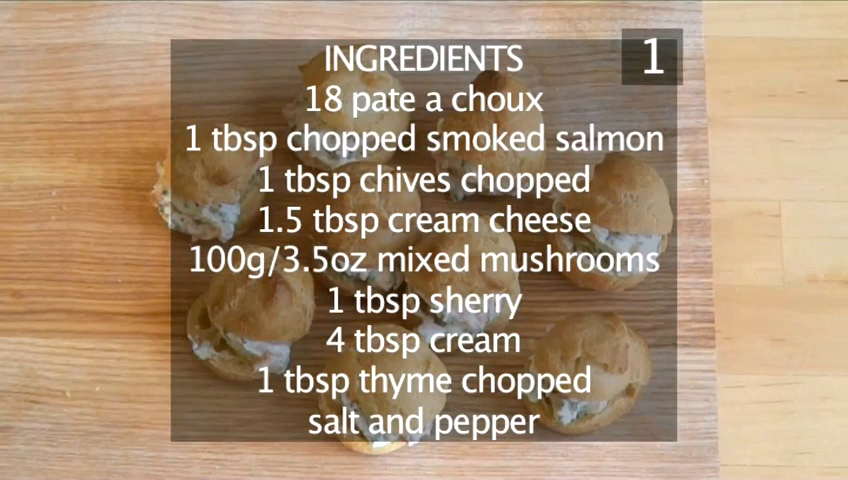 INGREDIENTS
1
18 pate a choux
1 tbsp chopped smoked salmon
1 tbsp chives chopped
1.5 tbsp cream cheese
100g/3.5oz mixed mushrooms
1 tbsp sherry
4 tbsp cream
1 tbsp thyme chopped
salt and pepper